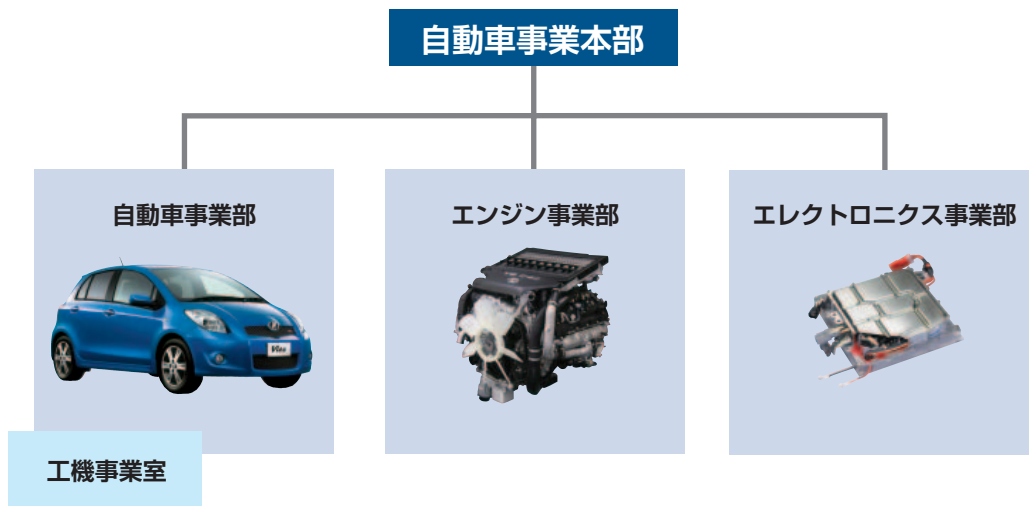 自動車事業本部
自動車事業部
エンジン事業部
エレクトロニクス事業部
Vitz
工機事業室